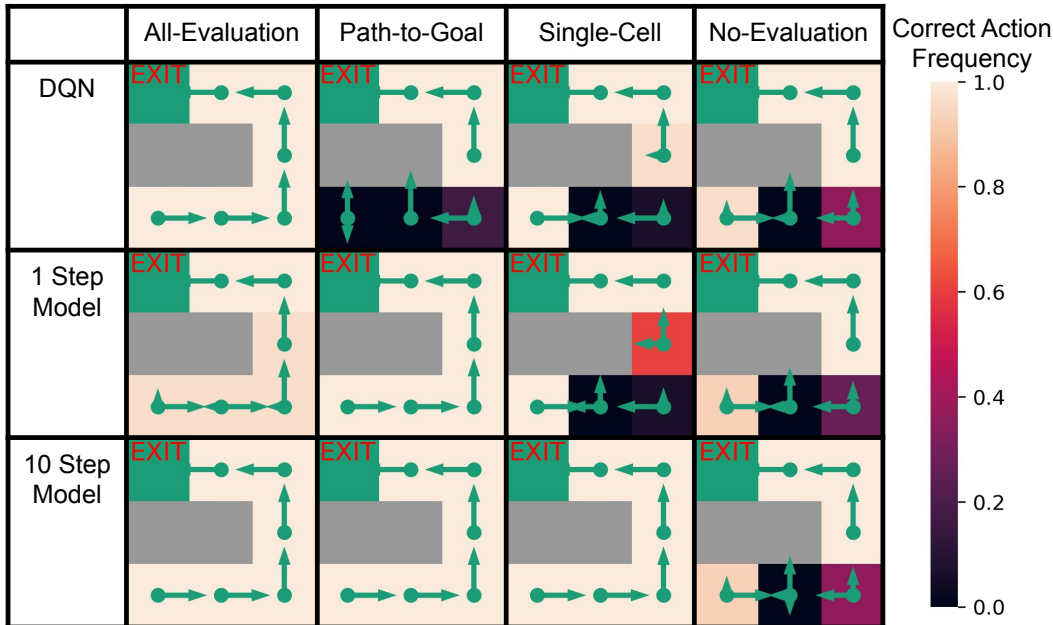 All-Evaluation Path-to-Goal Single-Cell No-Evaluation
Correct Action
Frequency
DQN
EXIT EXIT EXIT EXIT
1 Step
Model
EXIT EXIT EXIT EXIT
10 Step
Model
EXIT EXIT EXIT EXIT
1.0
0.8
0.6
0.4
0.2
0.0